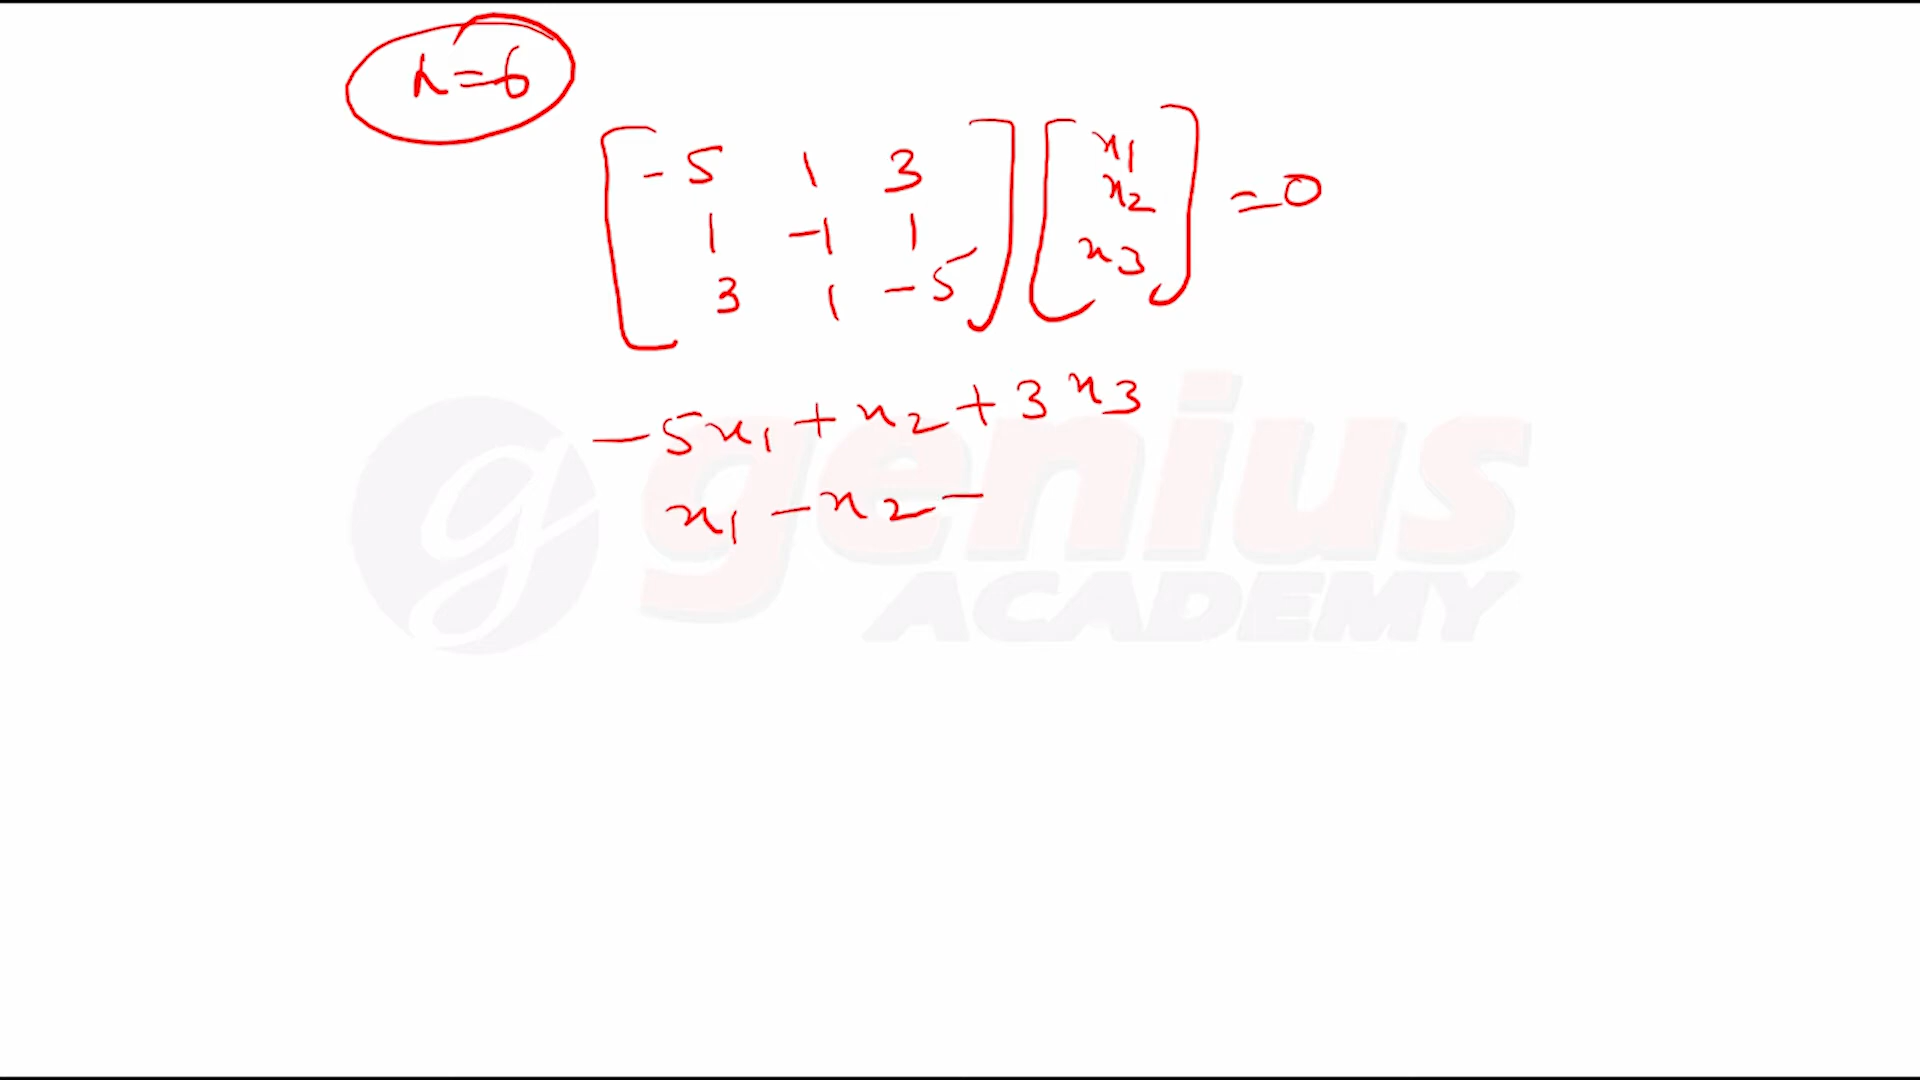 λ=6
-5 1 3 x1
1 -1 1 x2 =0
3 1 -5 x3
-5x1+x2+3x3
x1-x2-
genius
ACADEMY